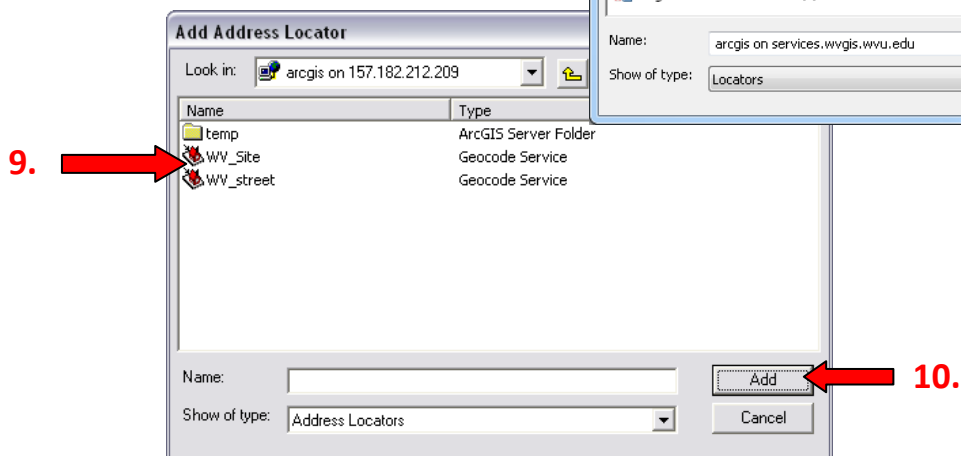 Name: arcgis on services.wvgis.wvu.edu
Show of type: Locators
Add Address Locator
Look in: arcgis on 157.182.212.209
Name Type
temp ArcGIS Server Folder
9. WV_Site Geocode Service
WV_street Geocode Service
Name: Add 10.
Show of type: Address Locators Cancel